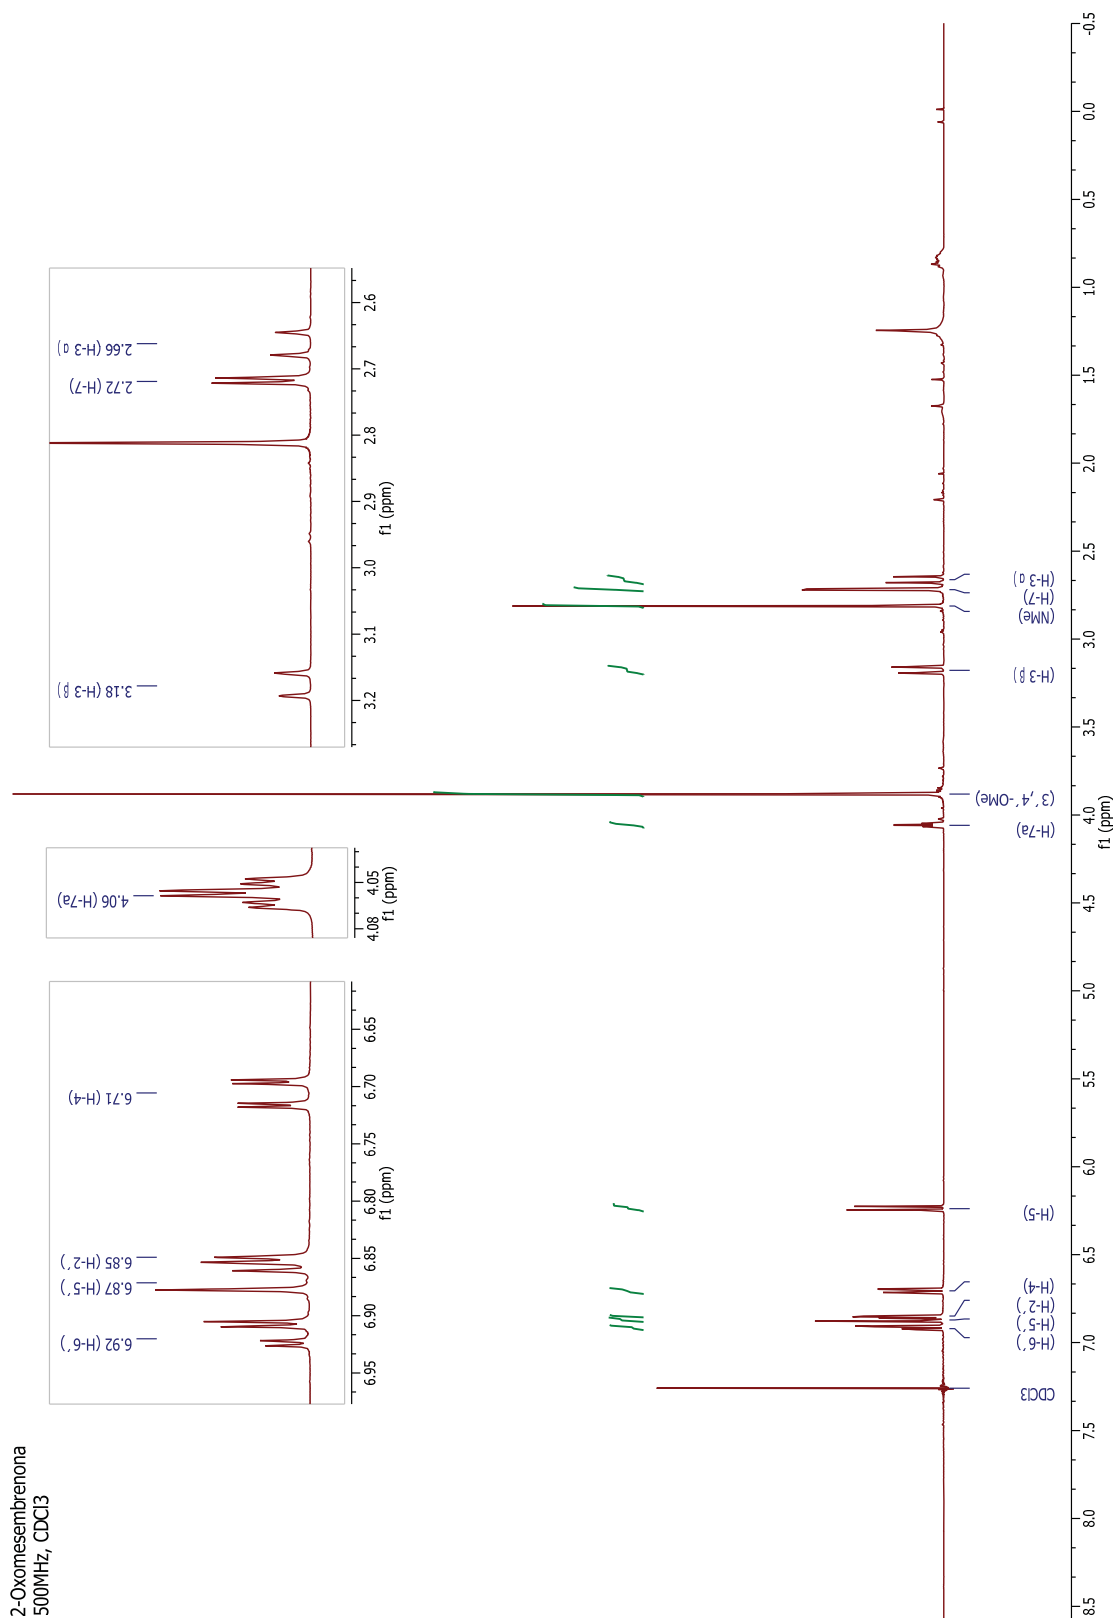 2-Oxomesembrenona
500MHz, CDCl3
6.92 (H-6´)
6.87 (H-5´)
6.85 (H-2´)
6.71 (H-4)
6.95
6.90
6.85
6.80
6.75
6.70
6.65
f1 (ppm)
4.06 (H-7a)
4.08
4.05
f1 (ppm)
3.18 (H-3 β)
2.72 (H-7)
2.66 (H-3 α)
3.2
3.1
3.0
2.9
2.8
2.7
2.6
f1 (ppm)
CDCl3
(H-6´)
(H-5´)
(H-2´)
(H-4)
(H-5)
(H-7a)
(3´,4´-OMe)
(H-3 β)
(NMe)
(H-7)
(H-3 α)
8.5
8.0
7.5
7.0
6.5
6.0
5.5
5.0
4.5
4.0
3.5
3.0
2.5
2.0
1.5
1.0
0.5
0.0
-0.5
f1 (ppm)